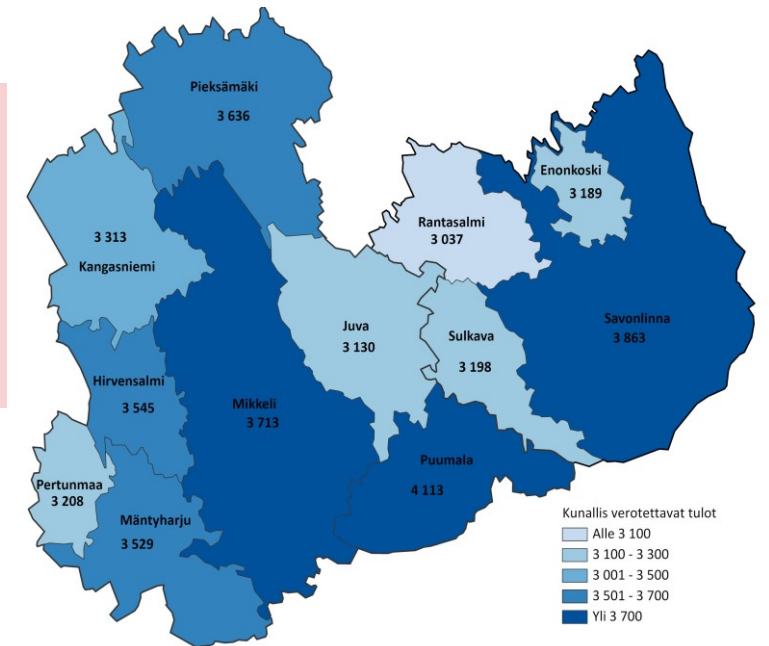 Pieksämäki
3 636
Enonkoski
3 189
Rantasalmi
3 037
3 313
Kangasniemi
Juva
3 130
Sulkava
3 198
Savonlinna
3 863
Hirvensalmi
3 545
Mikkeli
3 713
Puumala
4 113
Pertunmaa
3 208
Mäntyharju
3 529
Kunallis verotettavat tulot
Alle 3 100
3 100 - 3 300
3 001 - 3 500
3 501 - 3 700
Yli 3 700